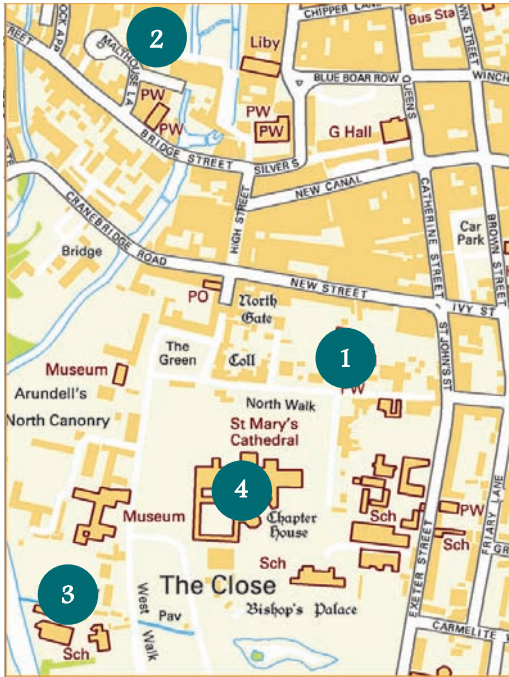 CHIPPER LANE
Bus Sta
STREET
MALTHOUSE LA
2
Liby
BLUE BOAR ROW
QUEEN S
WINCH
PW
PW
PW
PW
G Hall
BRIDGE STREET
SILVER S
NEW CANAL
HIGH STREET
CATHERINE STREET
Car
Park
BROWN STREET
CRANEBRIDGE ROAD
Bridge
NEW STREET
IVY ST
PO
North
Gate
ST JOHN'S ST
The
Green
Coll
1
PW
Museum
Arundell's
North Canonry
North Walk
St Mary's
Cathedral
4
Chapter
House
Museum
Sch
PW
Sch
FRIARY LANE
EXETER STREET
Sch
The Close
Bishop's Palace
3
West
Walk
Pav
Sch
CARMELITE